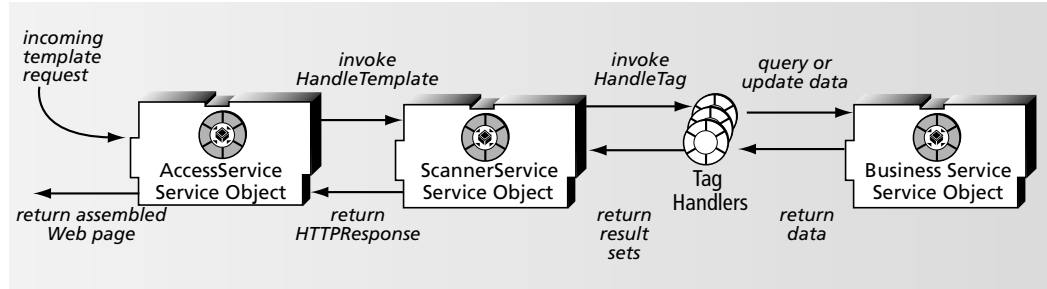 incoming
template
request
invoke
HandleTemplate
invoke
HandleTag
query or
update data
AccessService
Service Object
ScannerService
Service Object
Tag
Handlers
Business Service
Service Object
return assembled
Web page
return
HTTPResponse
return
result
sets
return
data